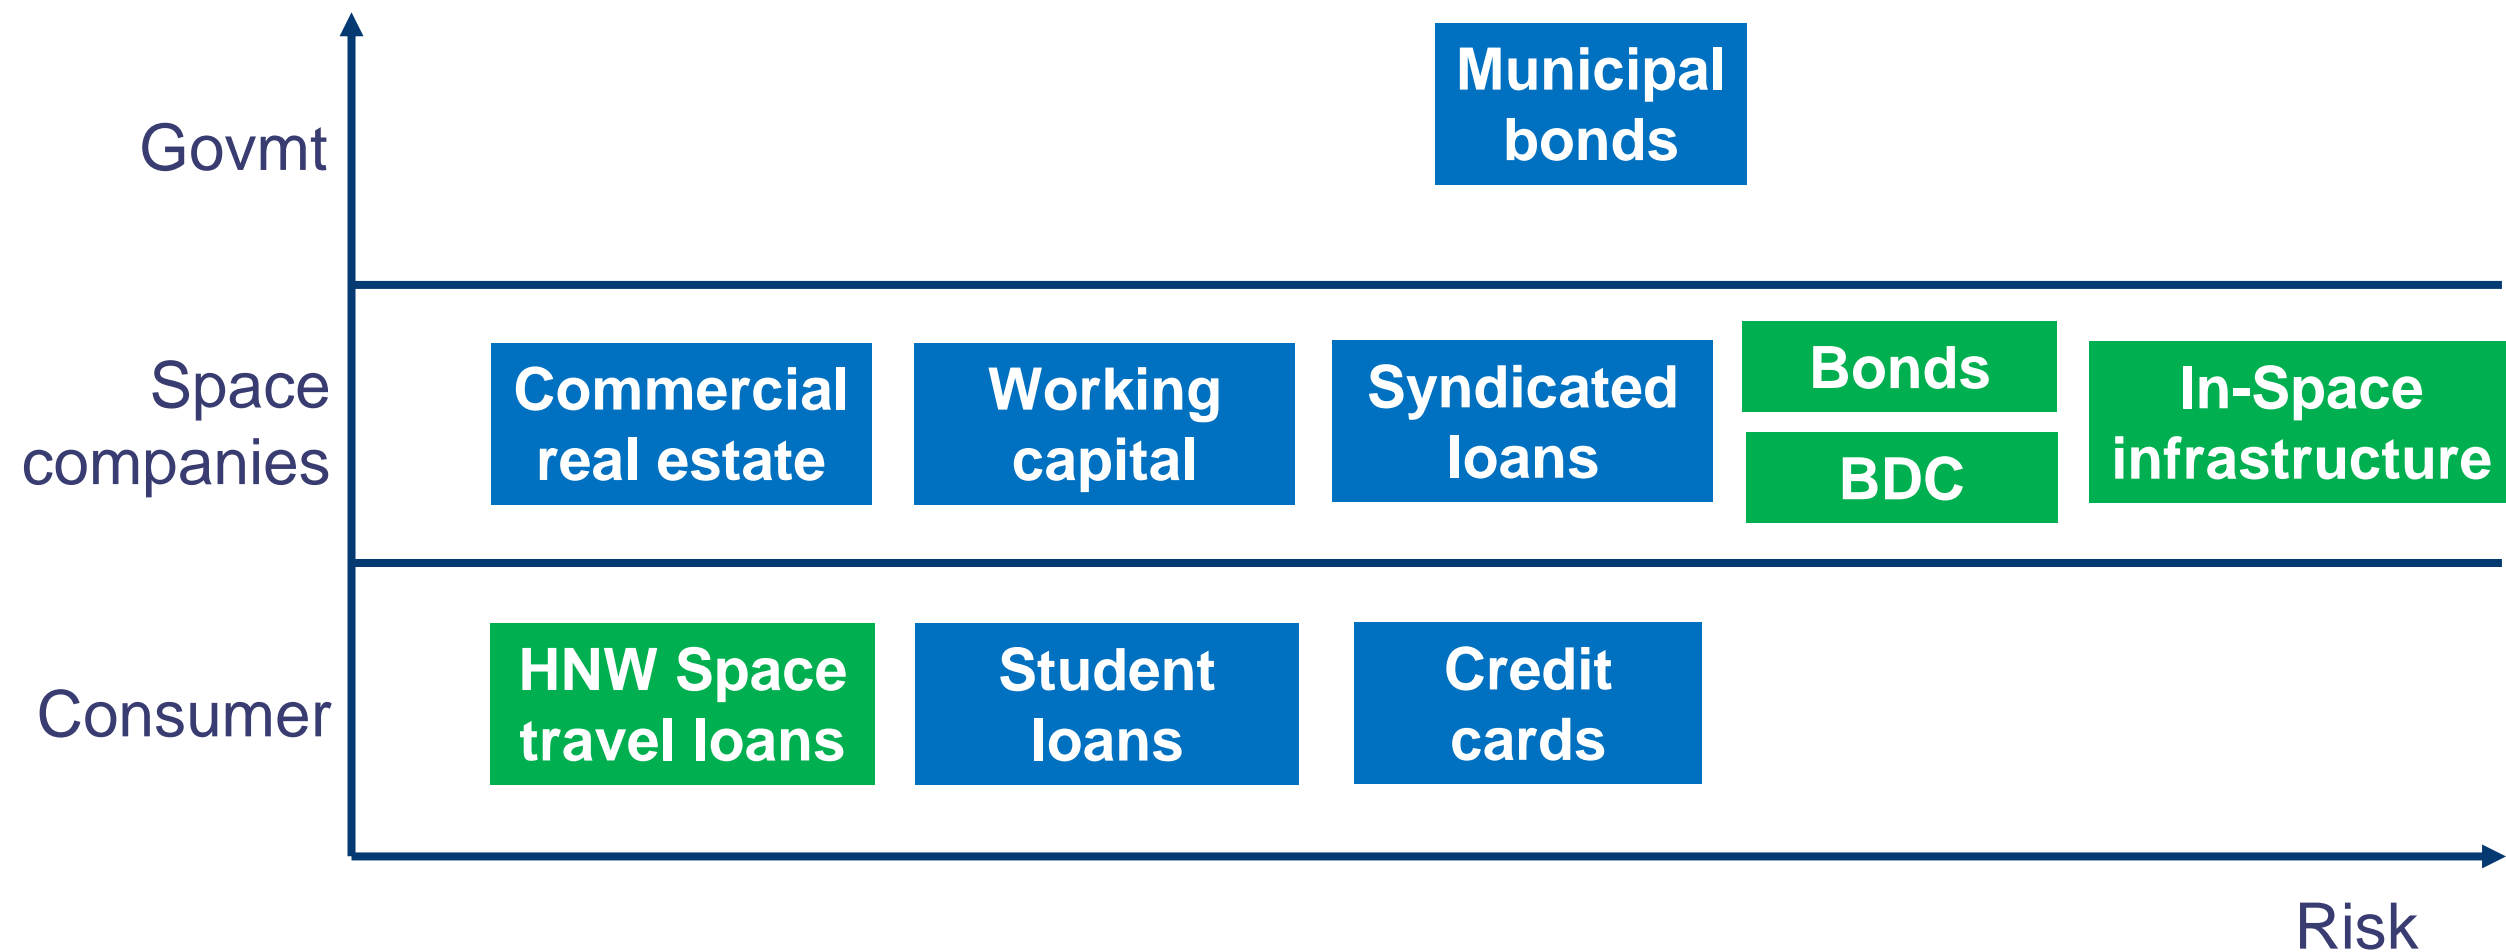 Municipal
bonds
Govmt
Space
companies
Commercial
real estate
Working
capital
Syndicated
loans
Bonds
BDC
In-Space
infrastructure
Consumer
HNW Space
travel loans
Student
loans
Credit
cards
Risk